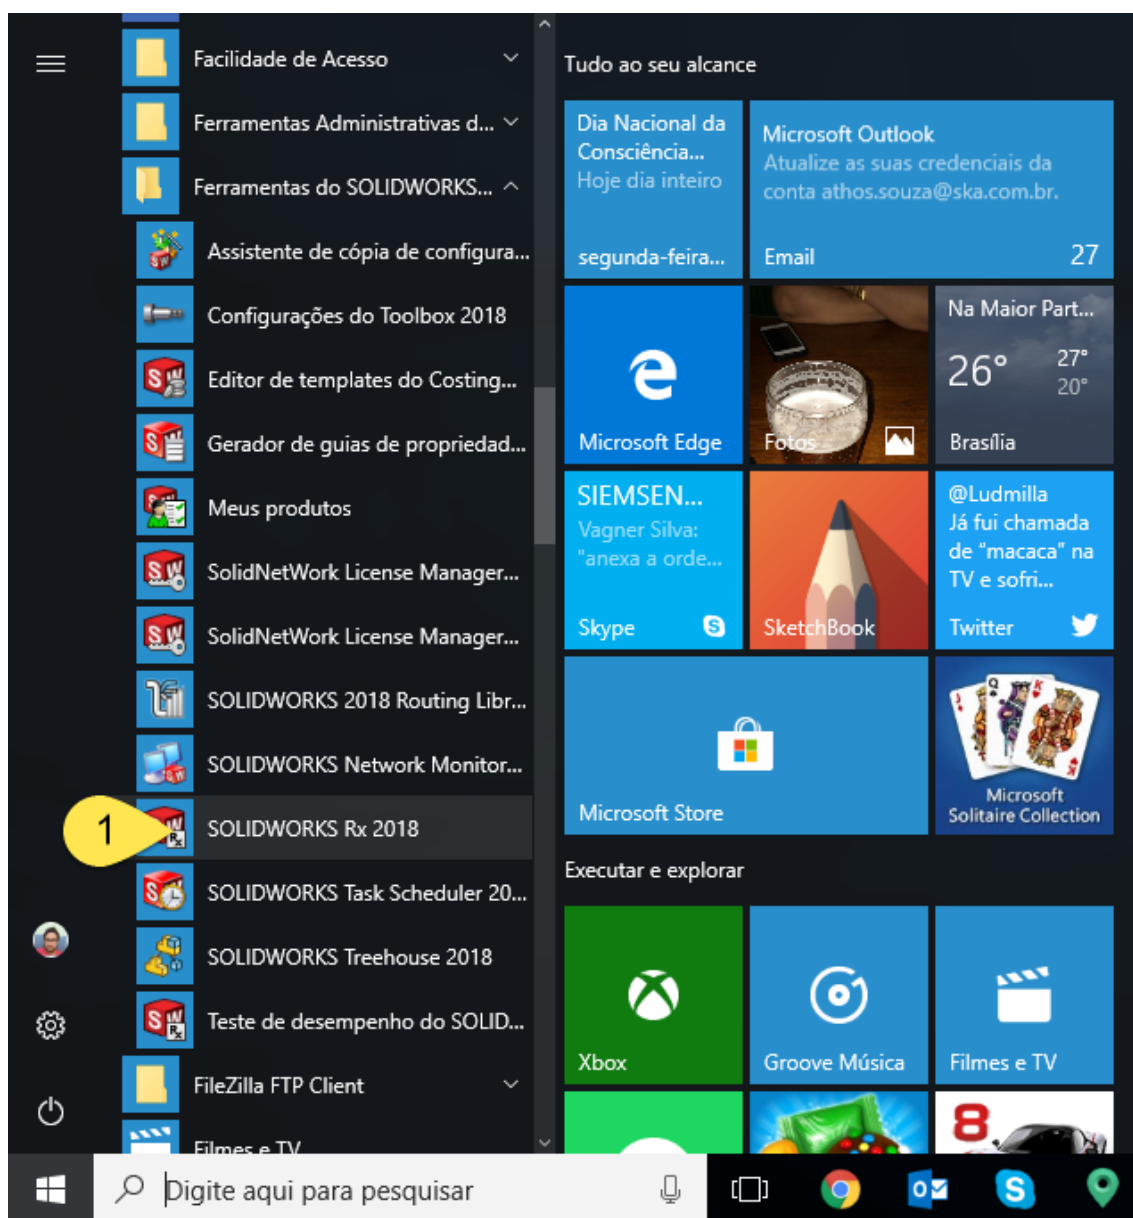 Facilidade de Acesso
Ferramentas Administrativas d...
Ferramentas do SOLIDWORKS...
Assistente de cópia de configura...
Configurações do Toolbox 2018
Editor de templates do Costing...
Gerador de guias de propriedad...
Meus produtos
SolidNetWork License Manager...
SolidNetWork License Manager...
SOLIDWORKS 2018 Routing Libr...
SOLIDWORKS Network Monitor...
1
SOLIDWORKS Rx 2018
SOLIDWORKS Task Scheduler 20...
SOLIDWORKS Treehouse 2018
Teste de desempenho do SOLID...
FileZilla FTP Client
Filmes e TV
Tudo ao seu alcance
Dia Nacional da
Consciência...
Hoje dia inteiro
segunda-feira...
Microsoft Outlook
Atualize as suas credenciais da
conta athos.souza@ska.com.br.
Email
27
Microsoft Edge
Fotos
Na Maior Part...
26°
27°
20°
Brasília
SIEMSEN...
Vagner Silva:
"anexa a orde...
Skype
SketchBook
@Ludmilla
Já fui chamada
de “macaca” na
TV e sofri...
Twitter
Microsoft Store
Microsoft
Solitaire Collection
Executar e explorar
Xbox
Groove Música
Filmes e TV
8
Digite aqui para pesquisar